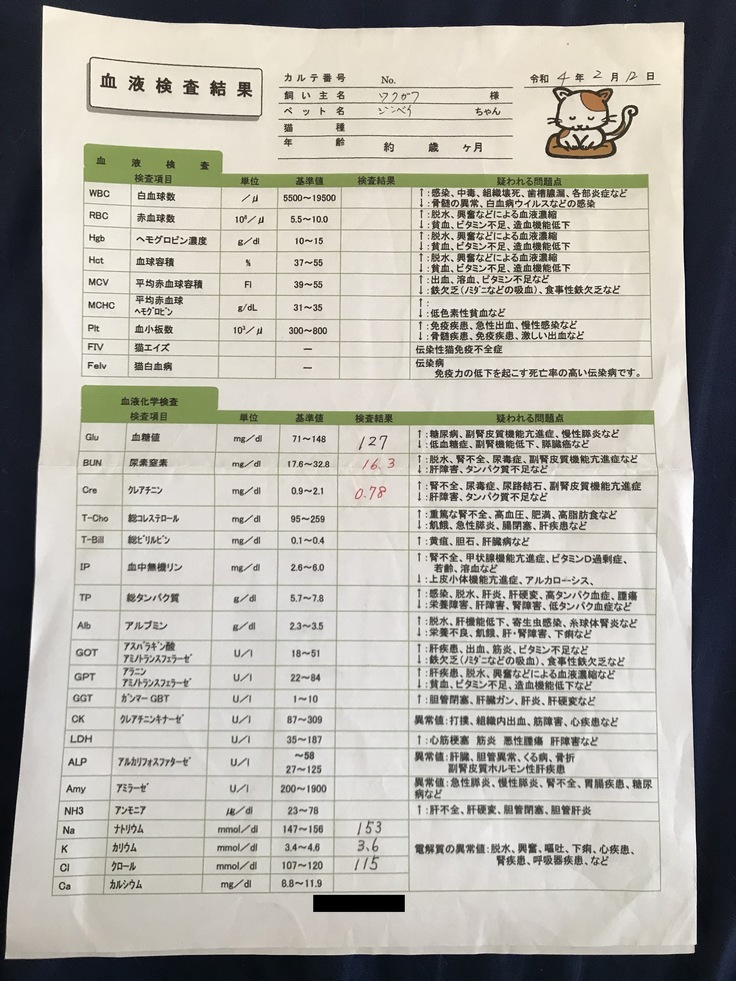 血液検査結果
カルテ番号 No.
令和 4 年 2 月 12 日
飼い主名 様
ペット名 ジンベイ ちゃん
猫種
年齢 約 歳 ヶ月
血液検査
検査項目 単位 基準値 検査結果 疑われる問題点
WBC 白血球数 /μ 5500～19500 ↑:感染、中毒、組織壊死、歯槽膿漏、各部炎症など
↓:骨髄の異常、白血病ウイルスなどの感染
RBC 赤血球数 10⁶/μ 5.5～10.0 ↑:脱水、興奮などによる血液濃縮
↓:貧血、ビタミン不足、造血機能低下
Hgb ヘモグロビン濃度 g/dl 10～15 ↑:脱水、興奮などによる血液濃縮
↓:貧血、ビタミン不足、造血機能低下
Hct 血球容積 % 37～55 ↑:脱水、興奮などによる血液濃縮
↓:貧血、ビタミン不足、造血機能低下
MCV 平均赤血球容積 Fl 39～55 ↑:出血、溶血、ビタミン不足など
↓:鉄欠乏(ノミダニなどの吸血)、食事性鉄欠乏など
MCHC 平均赤血球ヘモグロビン g/dL 31～35 ↑:
↓:低色素性貧血など
Plt 血小板数 10³/μ 300～800 ↑:免疫疾患、急性出血、慢性感染など
↓:骨髄疾患、免疫疾患、激しい出血など
FIV 猫エイズ ー 伝染性猫免疫不全症
Felv 猫白血病 ー 伝染病
免疫力の低下を起こす死亡率の高い伝染病です。
血液化学検査
検査項目 単位 基準値 検査結果 疑われる問題点
Glu 血糖値 mg/dl 71～148 127 ↑:糖尿病、副腎皮質機能亢進症、慢性膵炎など
↓:低血糖症、副腎機能低下、膵臓癌など
BUN 尿素窒素 mg/dl 17.6～32.8 16.3 ↑:脱水、腎不全、尿毒症、副腎皮質機能亢進症など
↓:肝障害、タンパク質不足など
Cre クレアチニン mg/dl 0.9～2.1 0.78 ↑:腎不全、尿毒症、尿路結石、副腎皮質機能亢進症
↓:肝障害、タンパク質不足など
T-Cho 総コレステロール mg/dl 95～259 ↑:重篤な腎不全、高血圧、肥満、高脂肪食など
↓:飢餓、急性膵炎、腸閉塞、肝疾患など
T-Bill 総ビリルビン mg/dl 0.1～0.4 ↑:黄疸、胆石、肝臓病など
IP 血中無機リン mg/dl 2.6～6.0 ↑:腎不全、甲状腺機能亢進症、ビタミンD過剰症、
若齢、溶血など
↓:上皮小体機能亢進症、アルカローシス、
TP 総タンパク質 g/dl 5.7～7.8 ↑:感染、脱水、肝炎、肝硬変、高タンパク血症、腫瘍
↓:栄養障害、肝障害、腎障害、低タンパク血症など
Alb アルブミン g/dl 2.3～3.5 ↑:脱水、肝機能低下、寄生虫感染、糸球体腎炎など
↓:栄養不良、飢餓、肝・腎障害、下痢など
GOT アスパラギン酸アミノトランスフェラーゼ U/l 18～51 ↑:肝疾患、出血、筋炎、ビタミン不足など
↓:鉄欠乏(ノミダニなどの吸血)、食事性鉄欠乏など
GPT アラニンアミノトランスフェラーゼ U/l 22～84 ↑:肝疾患、脱水、興奮などによる血液濃縮など
↓:貧血、ビタミン不足、造血機能低下など
GGT ガンマーGBT U/l 1～10 ↑:胆管閉塞、肝臓ガン、肝炎、肝硬変など
CK クレアチニンキナーゼ U/l 87～309 異常値:打撲、組織内出血、筋障害、心疾患など
LDH U/l 35～187 ↑:心筋梗塞 筋炎 悪性腫瘍 肝障害など
ALP アルカリフォスファターゼ U/l ～58 27～125 異常値:肝臓、胆管異常、くる病、骨折
副腎皮質ホルモン性肝疾患
Amy アミラーゼ U/l 200～1900 異常値:急性膵炎、慢性膵炎、腎不全、胃腸疾患、糖尿
病など
NH3 アンモニア μg/dl 23～78 ↑:肝不全、肝硬変、胆管閉塞、胆管肝炎
Na ナトリウム mmol/dl 147～156 153
K カリウム mmol/dl 3.4～4.6 3.6 電解質の異常値:脱水、興奮、嘔吐、下痢、心疾患、
Cl クロール mmol/dl 107～120 115 腎疾患、呼吸器疾患、など
Ca カルシウム mg/dl 8.8～11.9